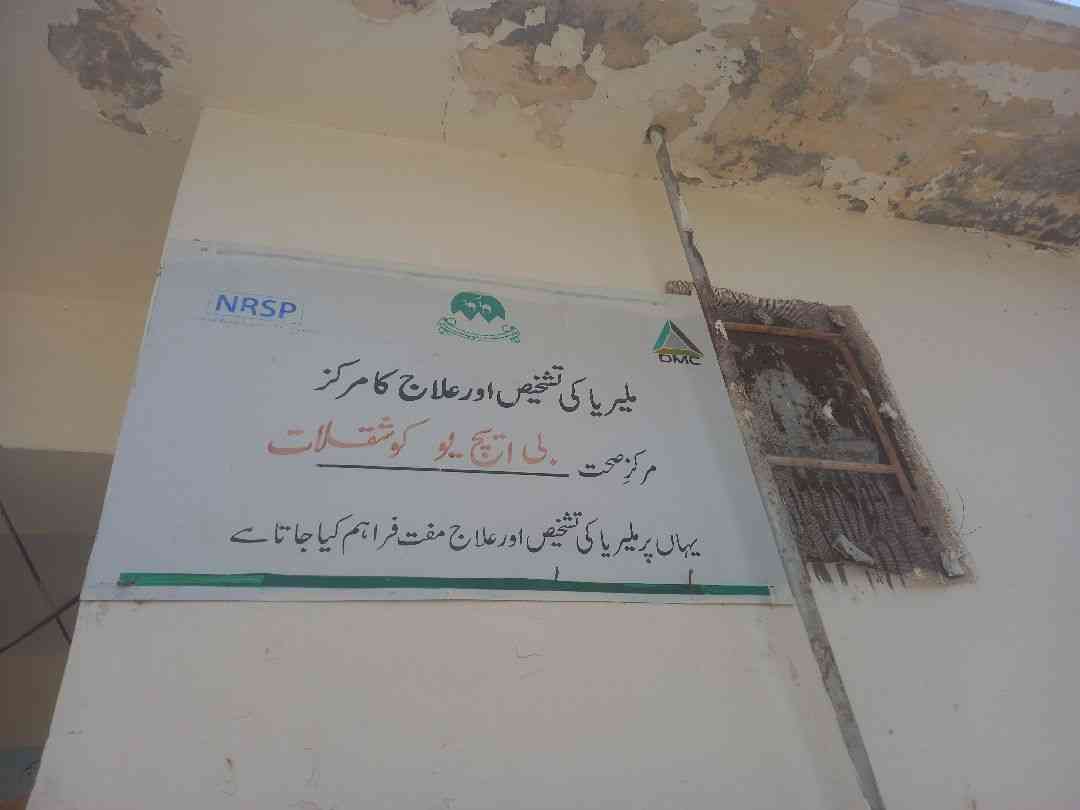 NRSP
DMC
ملیریا کی تشخیص اور علاج کا مرکز
مرکزِ صحت بی ایچ یو کوشقلات
یہاں پر ملیریا کی تشخیص اور علاج مفت فراہم کیا جاتا ہے